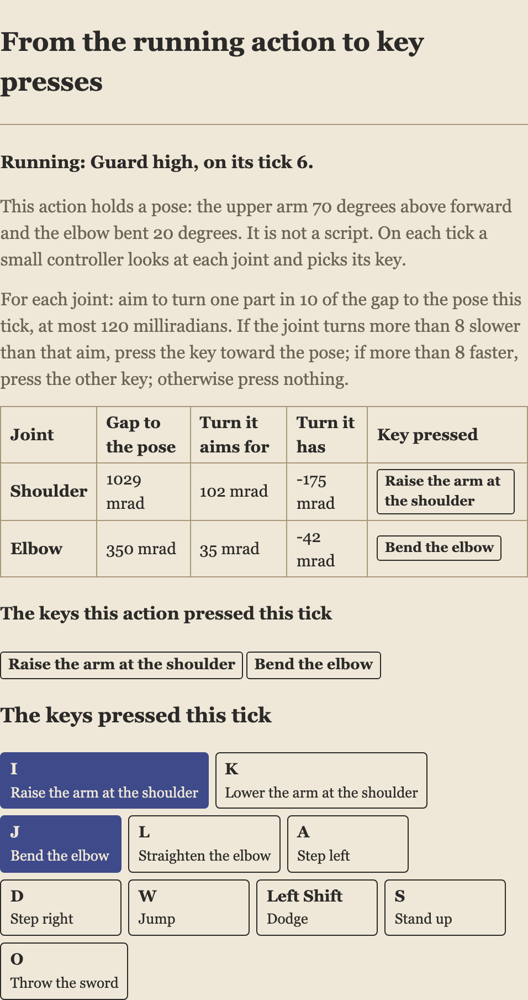 From the running action to key
presses
Running: Guard high, on its tick 6.
This action holds a pose: the upper arm 70 degrees above forward
and the elbow bent 20 degrees. It is not a script. On each tick a
small controller looks at each joint and picks its key.
For each joint: aim to turn one part in 10 of the gap to the pose this
tick, at most 120 milliradians. If the joint turns more than 8 slower
than that aim, press the key toward the pose; if more than 8 faster,
press the other key; otherwise press nothing.
Joint
Gap to
the pose
Turn it
aims for
Turn it
has
Key pressed
Shoulder
1029
mrad
102 mrad
-175
mrad
Raise the arm at
the shoulder
Elbow
350 mrad
35 mrad
-42
mrad
Bend the elbow
The keys this action pressed this tick
Raise the arm at the shoulder
Bend the elbow
The keys pressed this tick
I
Raise the arm at the shoulder
K
Lower the arm at the shoulder
J
Bend the elbow
L
Straighten the elbow
A
Step left
D
Step right
W
Jump
Left Shift
Dodge
S
Stand up
O
Throw the sword